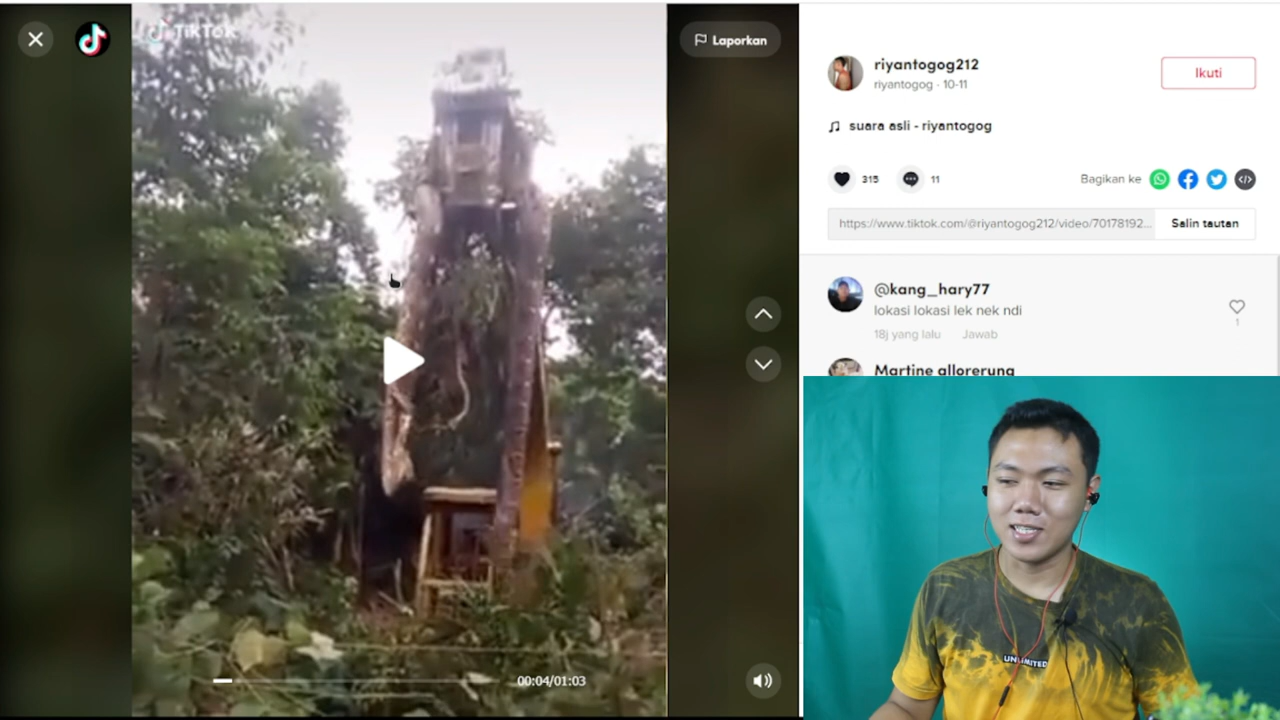 TikTok
Laporkan
riyantogog212
riyantogog · 10-11
Ikuti
suara asli - riyantogog
315
11
Bagikan ke
https://www.tiktok.com/@riyantogog212/video/70178192...
Salin tautan
@kang_hary77
lokasi lokasi lek nek ndi
18j yang lalu
Jawab
1
Martine allorerung
00:04/01:03
UNLIMITED